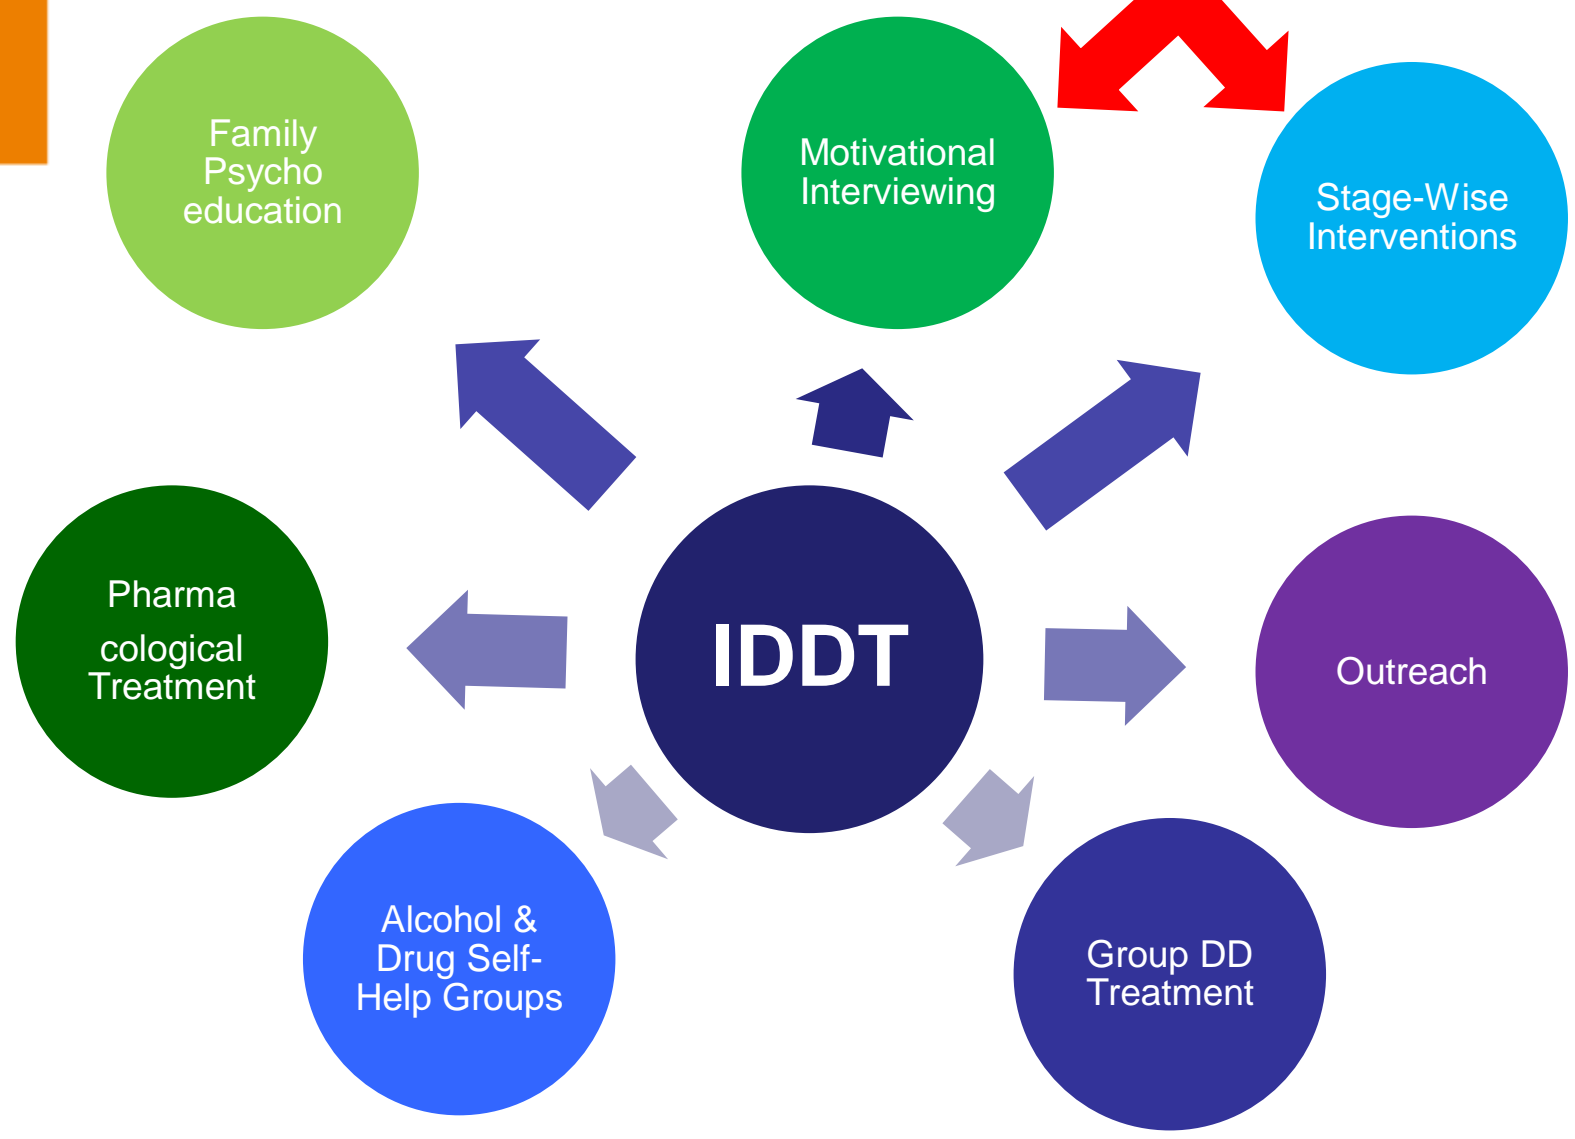 Family
Psycho
education
Motivational
Interviewing
Stage-Wise
Interventions
Pharma
cological
Treatment
IDDT
Outreach
Alcohol &
Drug Self-
Help Groups
Group DD
Treatment